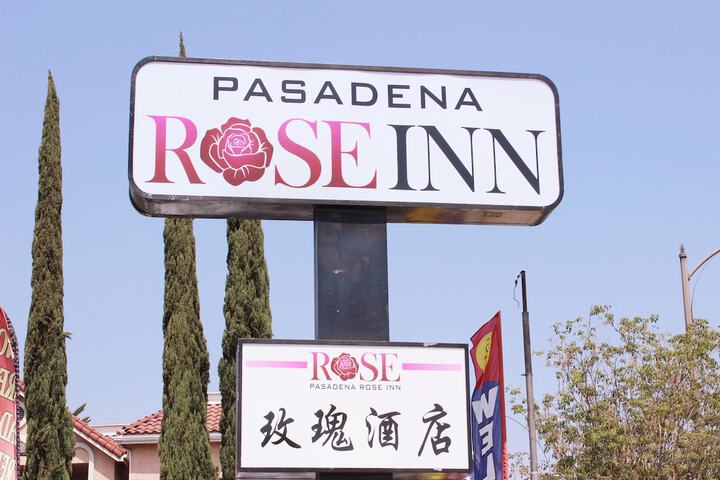 PASADENA
ROSE INN
ROSE
PASADENA ROSE INN
玫瑰酒店